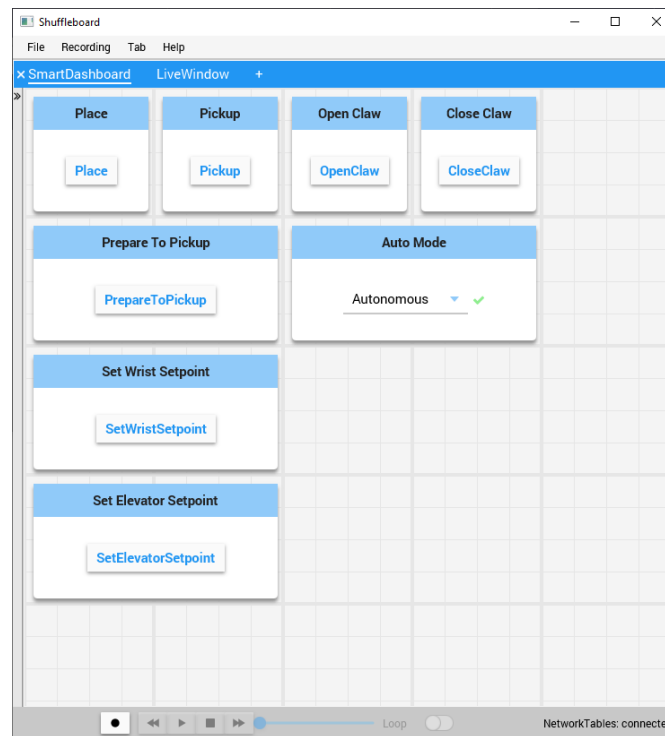 Shuffleboard
File Recording Tab Help
SmartDashboard LiveWindow +
Place Pickup Open Claw Close Claw
Place Pickup OpenClaw CloseClaw
Prepare To Pickup Auto Mode
PrepareToPickup Autonomous
Set Wrist Setpoint
SetWristSetpoint
Set Elevator Setpoint
SetElevatorSetpoint
Loop NetworkTables: connecte